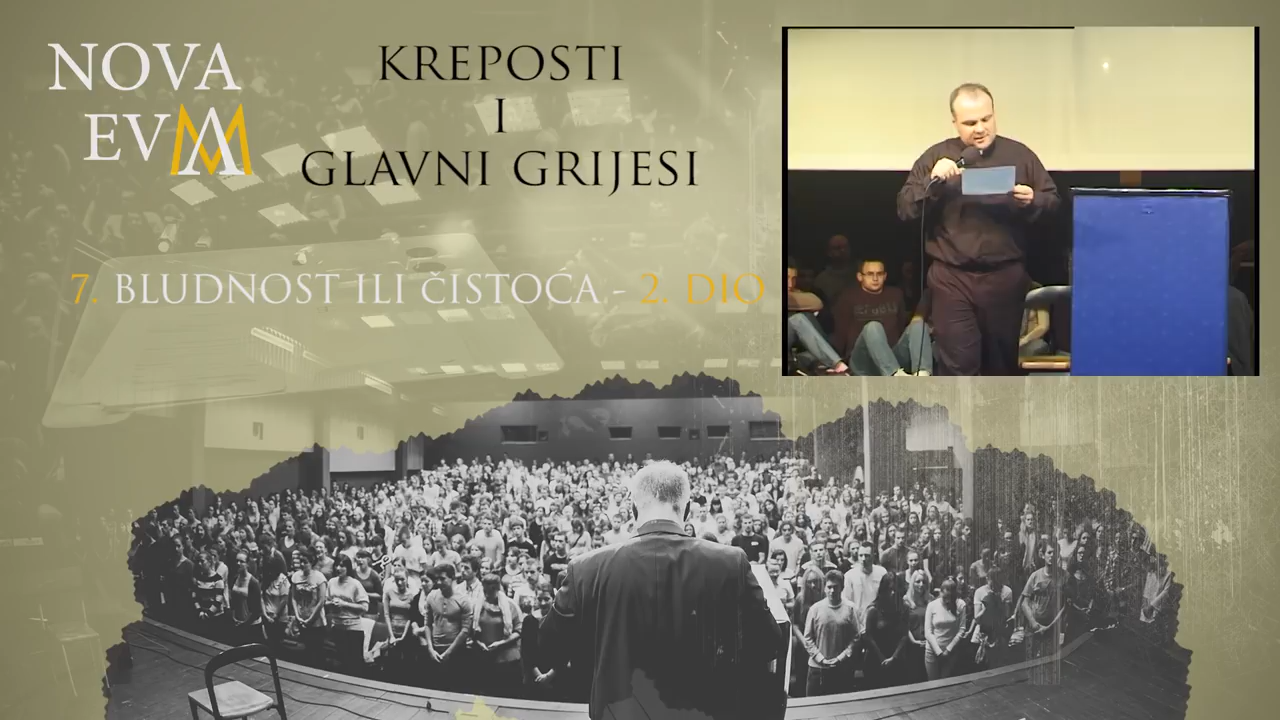 NOVA
EVA
KREPOSTI
I
GLAVNI GRIJESI
7. BLUDNOST ILI ČISTOĆA - 2. DIO